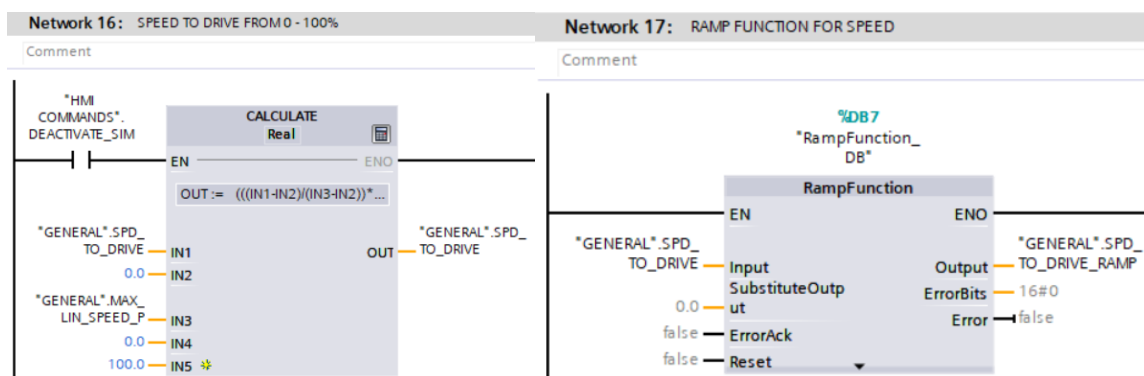 Network 16: SPEED TO DRIVE FROM 0 - 100%
Comment
"HMI
COMMANDS".
DEACTIVATE_SIM
CALCULATE
Real
EN
ENO
OUT := (((IN1-IN2)/(IN3-IN2))*...
"GENERAL".SPD_
TO_DRIVE
IN1
0.0
IN2
"GENERAL".MAX_
LIN_SPEED_P
IN3
0.0
IN4
100.0
IN5
OUT
"GENERAL".SPD_
TO_DRIVE
Network 17: RAMP FUNCTION FOR SPEED
Comment
%DB7
"RampFunction_
DB"
RampFunction
EN
ENO
"GENERAL".SPD_
TO_DRIVE
Input
0.0
SubstituteOutp
ut
false
ErrorAck
false
Reset
Output
"GENERAL".SPD_
TO_DRIVE_RAMP
ErrorBits
16#0
Error
false